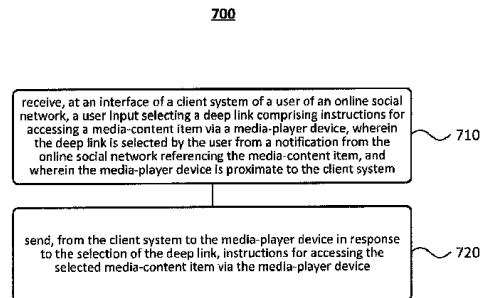 700
receive, at an interface of a client system of a user of an online social
network, a user input selecting a deep link comprising instructions for
accessing a media-content item via a media-player device, wherein
the deep link is selected by the user from a notification from the
online social network referencing the media-content item, and
wherein the media-player device is proximate to the client system
710
send, from the client system to the media-player device in response
to the selection of the deep link, instructions for accessing the
selected media-content item via the media-player device
720